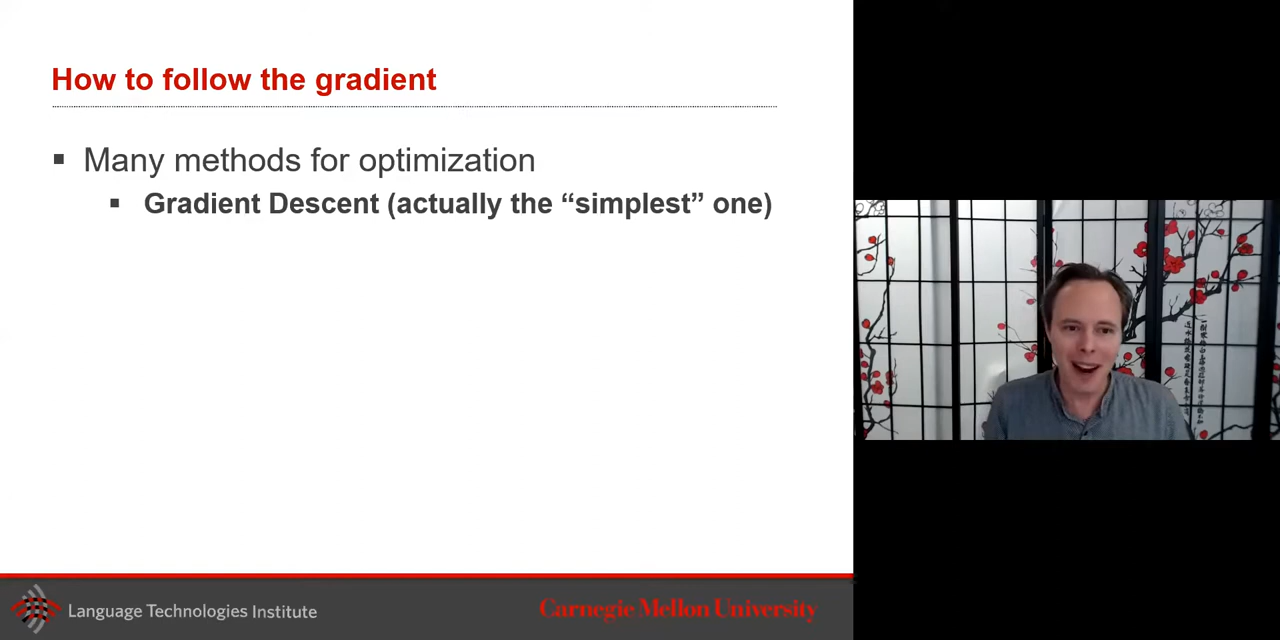 How to follow the gradient
▪ Many methods for optimization
▪ Gradient Descent (actually the “simplest” one)
Language Technologies Institute
Carnegie Mellon University